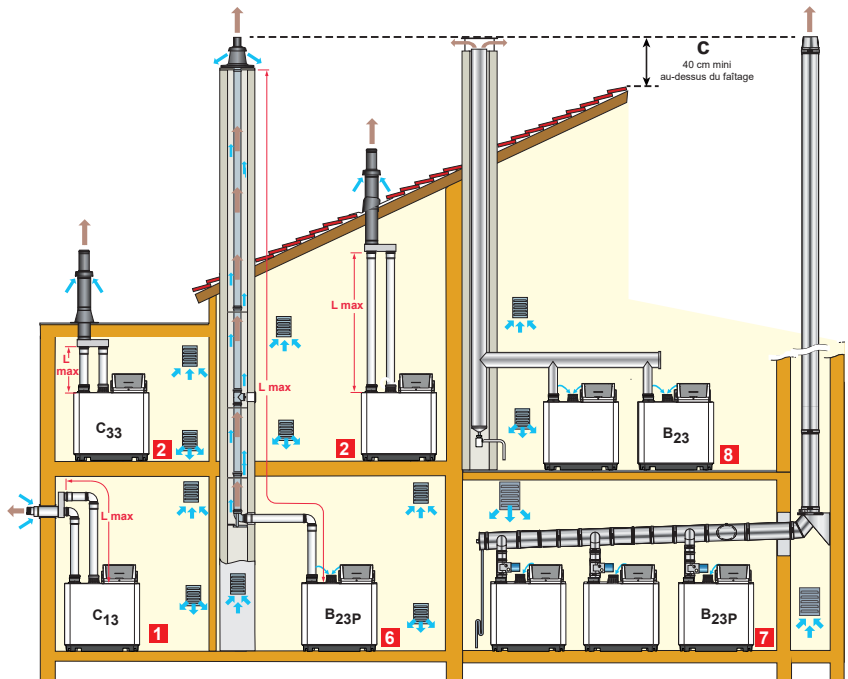 C
40 cm mini
au-dessus du faîtage
L max
L max
L
max
C33
2
2
B23
8
L max
C13
1
B23P
6
B23P
7